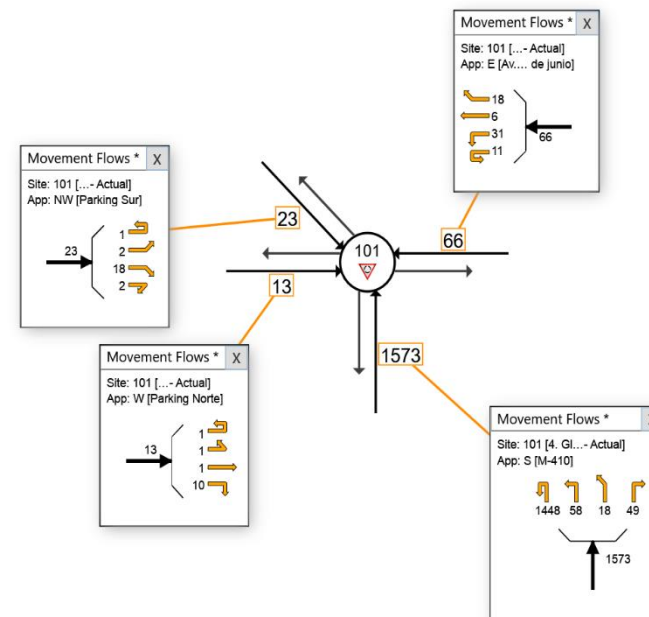 Movement Flows * X
Site: 101 [...- Actual]
App: E [Av.... de junio]
18
6
31
11
66
Movement Flows * X
Site: 101 [...- Actual]
App: NW [Parking Sur]
23
1
2
18
2
23
101
66
13
1573
Movement Flows * X
Site: 101 [...- Actual]
App: W [Parking Norte]
13
1
1
1
10
Movement Flows *
Site: 101 [4. Gl...- Actual]
App: S [M-410]
1448 58 18 49
1573